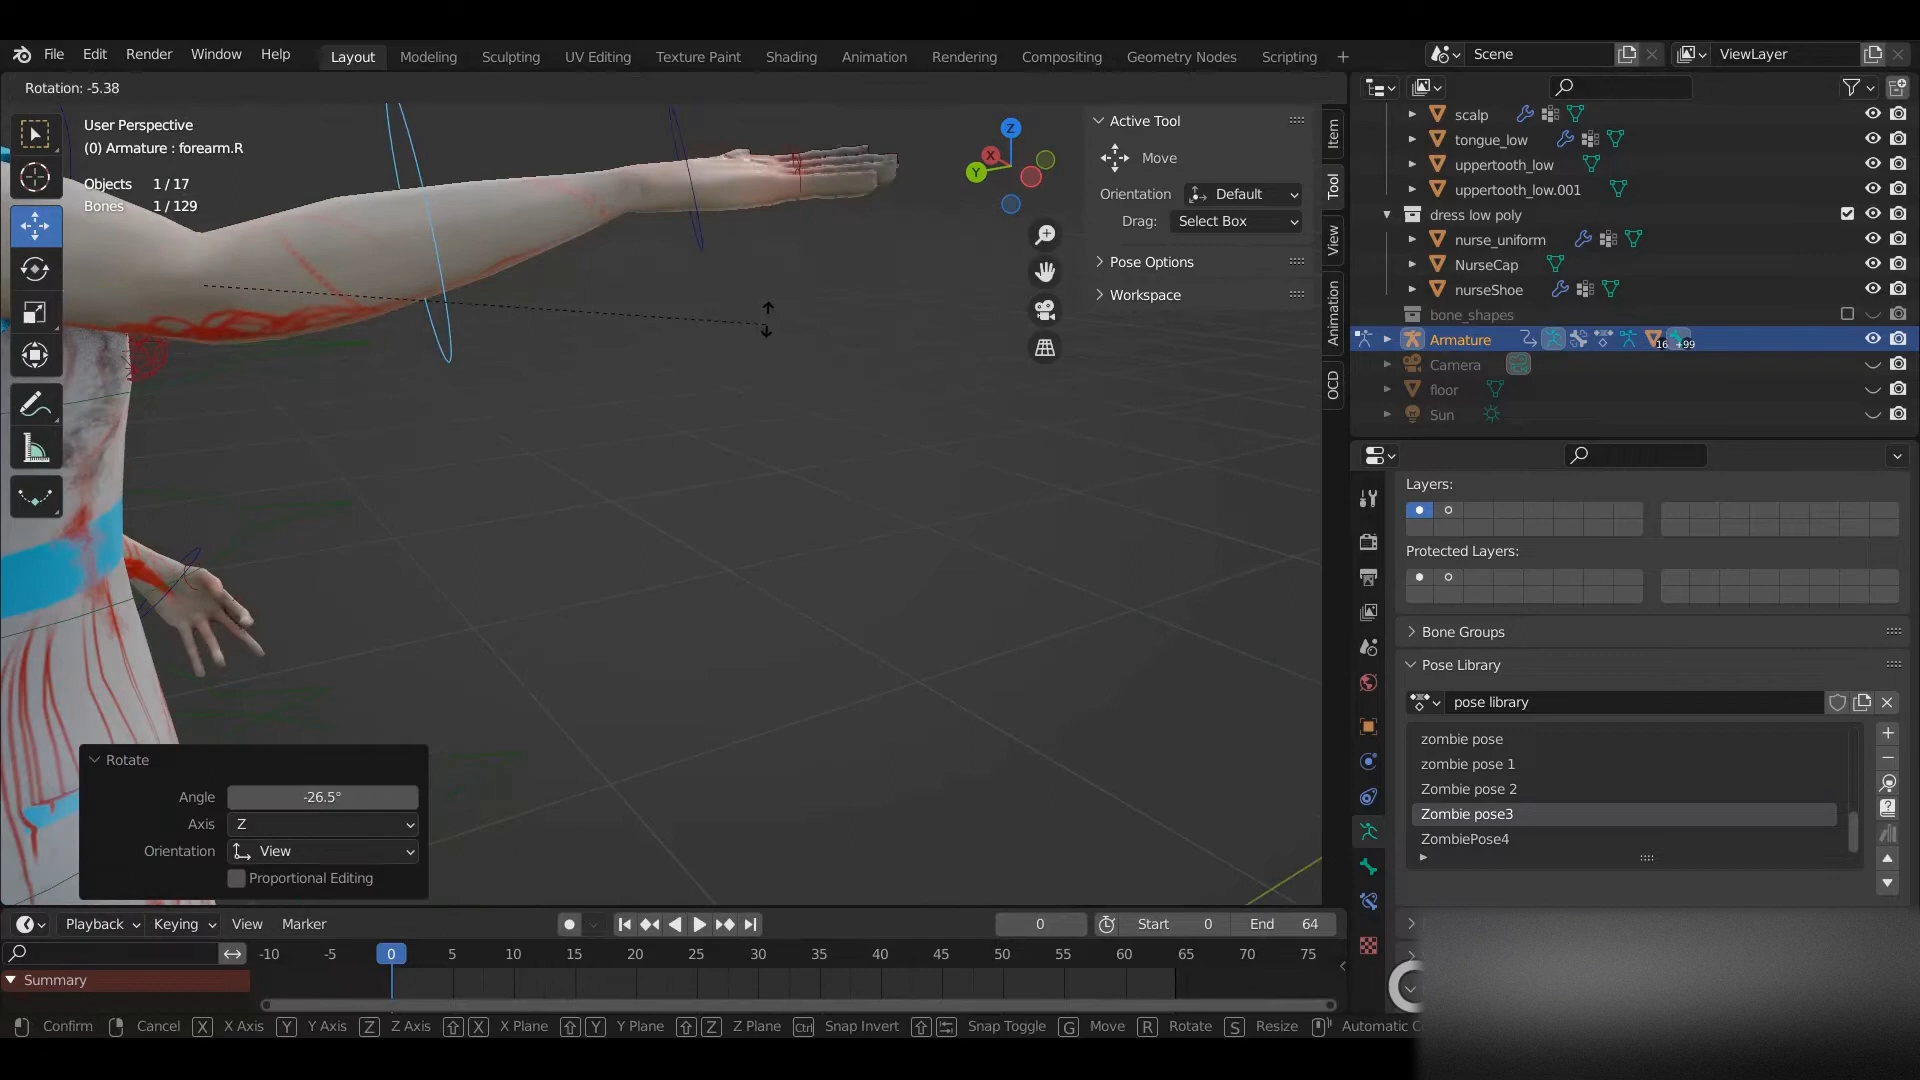 File Edit Render Window Help Layout Modeling Sculpting UV Editing Texture Paint Shading Animation Rendering Compositing Geometry Nodes Scripting + Scene ViewLayer
Rotation: -5.38
User Perspective
(0) Armature : forearm.R
Objects 1 / 17
Bones 1 / 129
Z
X
Y
Active Tool
Move
Orientation Default
Drag: Select Box
Pose Options
Workspace
Item
Tool
View
Animation
OCD
scalp
tongue_low
uppertooth_low
uppertooth_low.001
dress low poly
nurse_uniform
NurseCap
nurseShoe
bone_shapes
Armature 16 +99
Camera
floor
Sun
Layers:
Protected Layers:
Bone Groups
Pose Library
pose library
zombie pose
zombie pose 1
Zombie pose 2
Zombie pose3
ZombiePose4
Rotate
Angle -26.5°
Axis Z
Orientation View
Proportional Editing
Playback Keying View Marker 0 Start 0 End 64
-10 -5 0 5 10 15 20 25 30 35 40 45 50 55 60 65 70 75
Summary
Confirm Cancel X X Axis Y Y Axis Z Z Axis X X Plane Y Y Plane Z Z Plane Ctrl Snap Invert Snap Toggle G Move R Rotate S Resize Automatic